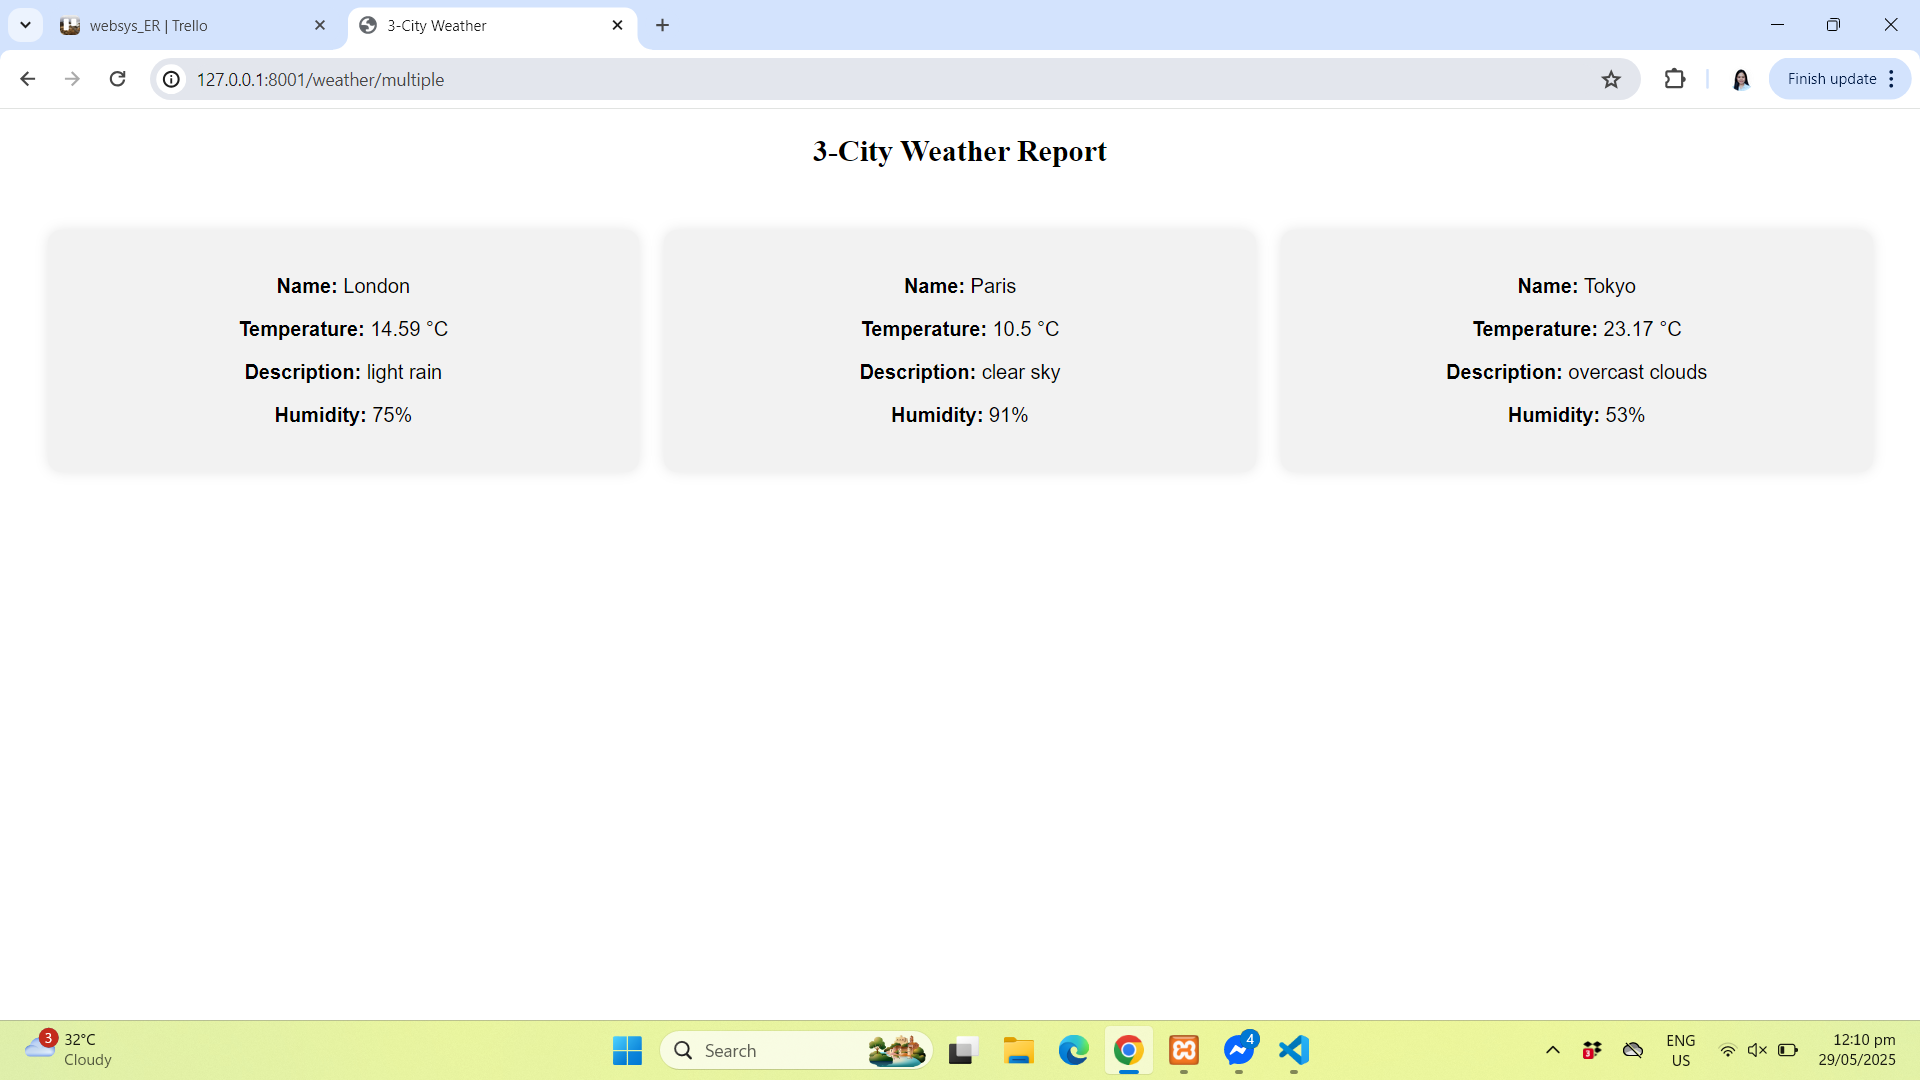 websys_ER | Trello
3-City Weather
127.0.0.1:8001/weather/multiple
Finish update
3-City Weather Report
Name: London
Temperature: 14.59 °C
Description: light rain
Humidity: 75%
Name: Paris
Temperature: 10.5 °C
Description: clear sky
Humidity: 91%
Name: Tokyo
Temperature: 23.17 °C
Description: overcast clouds
Humidity: 53%
3
32°C
Cloudy
Search
4
3
ENG
US
12:10 pm
29/05/2025